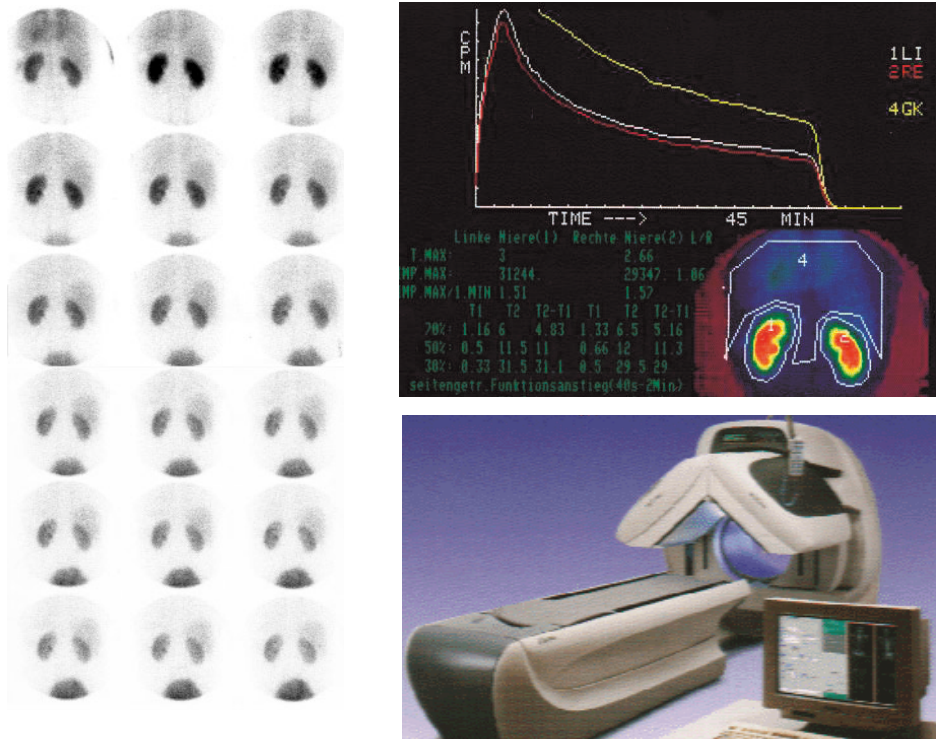 CPM
1LI
2RE
4GK
TIME ---> 45 MIN
Linke Niere(1) Rechte Niere(2) L/R
T.MAX: 3 2.66
MP.MAX: 31244. 29347. 1.06
MP.MAX/1.MIN 1.51 1.57
T1 T2 T2-T1 T1 T2 T2-T1
70%: 1.16 6 4.83 1.33 6.5 5.16
50%: 0.5 11.5 11 0.66 12 11.3
30%: 0.33 31.5 31.1 0.5 29.5 29
seitengetr.Funktionsanstieg(40s-2Min)
4
1
2